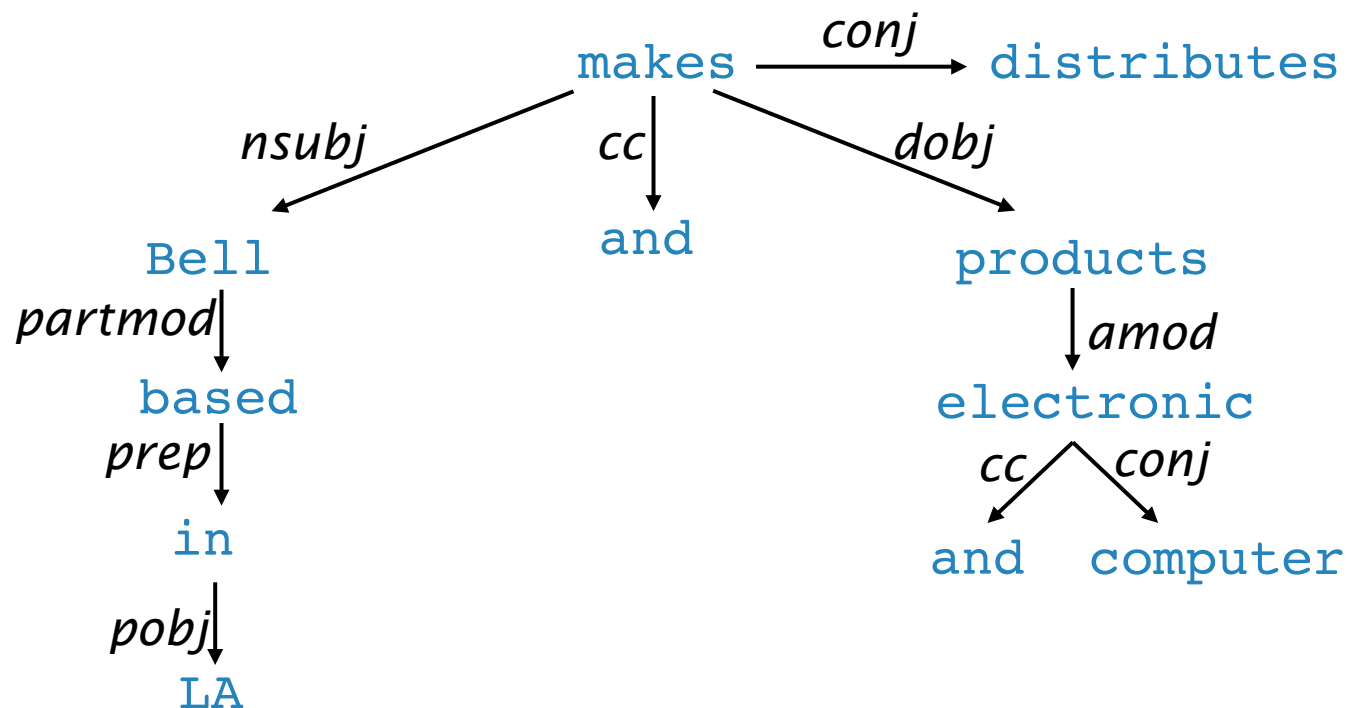 conj
makes distributes
nsubj cc dobj
Bell and products
partmod amod
based electronic
prep cc conj
in and computer
pobj
LA